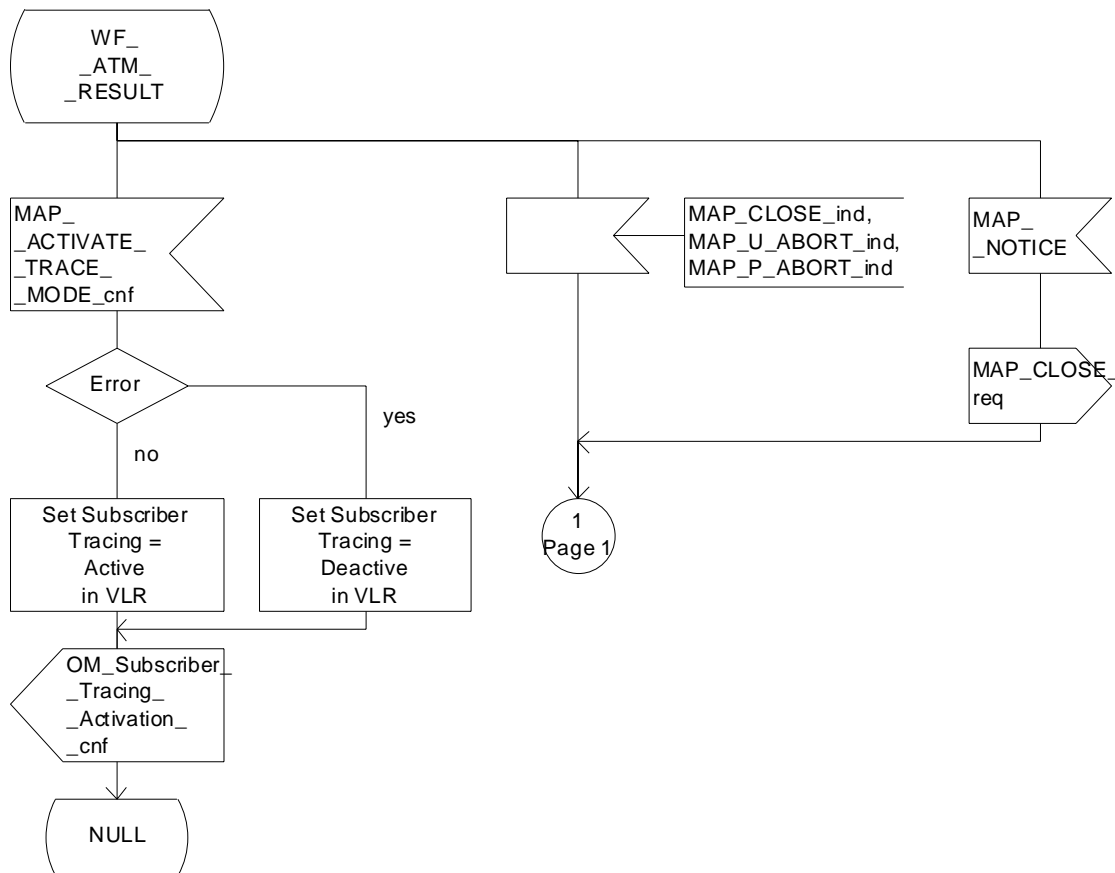 WF_
_ATM_
_RESULT
MAP_
_ACTIVATE_
_TRACE_
_MODE_cnf
MAP_CLOSE_ind,
MAP_U_ABORT_ind,
MAP_P_ABORT_ind
MAP_
_NOTICE
MAP_CLOSE_
req
Error
yes
no
Set Subscriber
Tracing =
Active
in VLR
Set Subscriber
Tracing =
Deactive
in VLR
1
Page 1
OM_Subscriber_
_Tracing_
_Activation_
_cnf
NULL